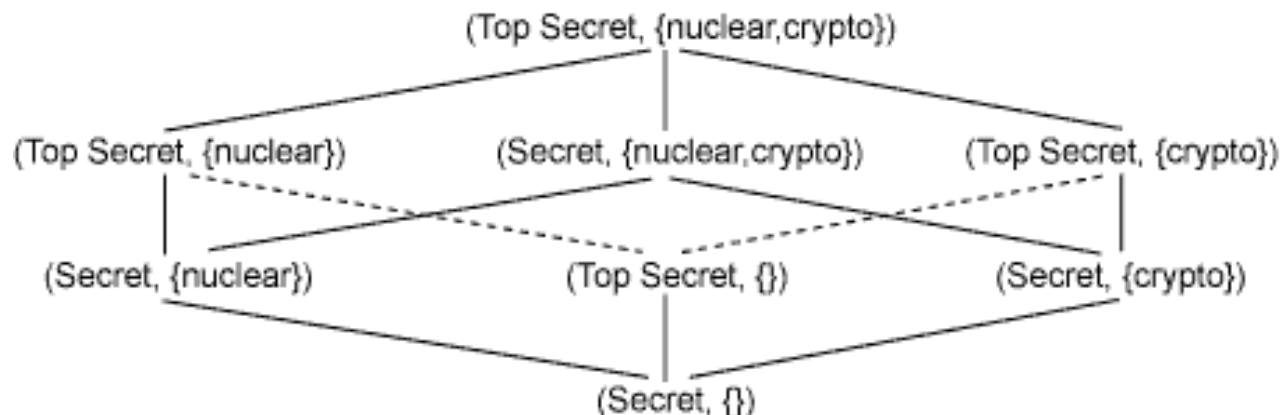 (Top Secret, {nuclear,crypto})
(Top Secret, {nuclear})
(Secret, {nuclear,crypto})
(Top Secret, {crypto})
(Secret, {nuclear})
(Top Secret, {})
(Secret, {crypto})
(Secret, {})